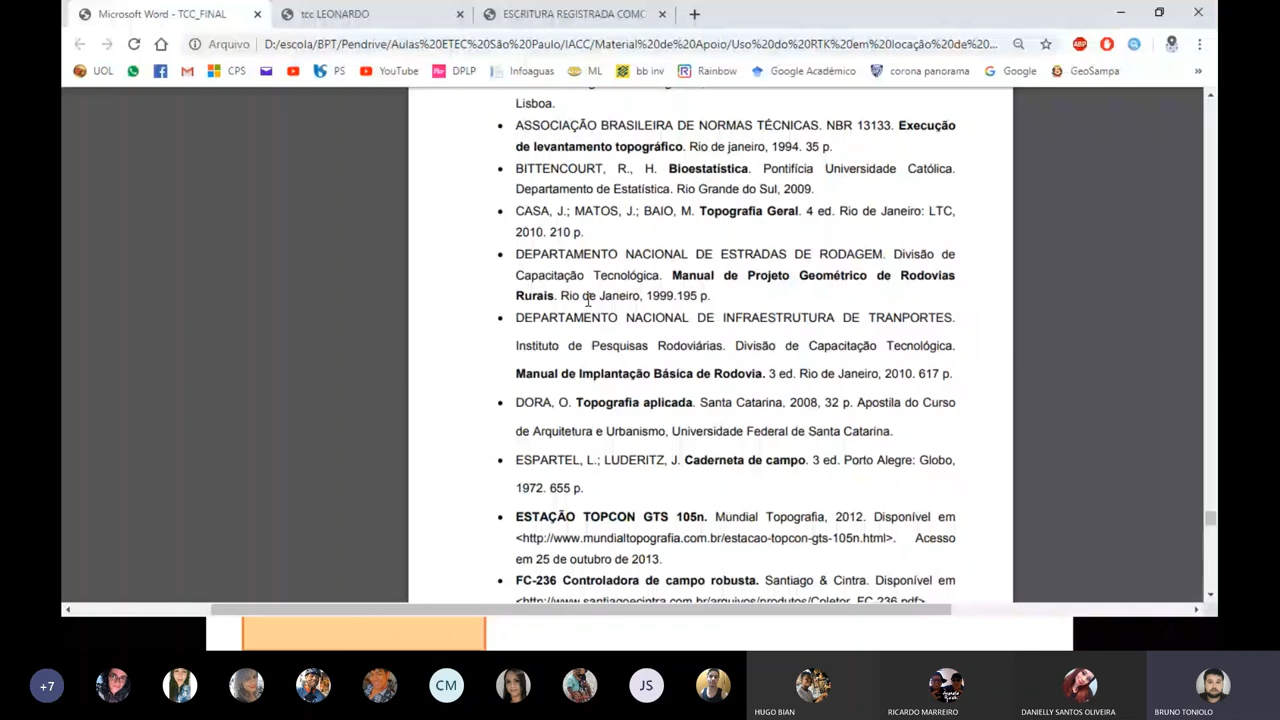 Microsoft Word - TCC_FINAL
tcc LEONARDO
ESCRITURA REGISTRADA COMO
Arquivo
D:/escola/BPT/Pendrive/Aulas%20ETEC%20São%20Paulo/IACC/Material%20de%20Apoio/Uso%20do%20RTK%20em%20locação%20de%20...
UOL
CPS
PS
YouTube
DPLP
Infoaguas
ML
bb inv
Rainbow
Google Acadêmico
corona panorama
Google
GeoSampa
Lisboa.
ASSOCIAÇÃO BRASILEIRA DE NORMAS TÉCNICAS. NBR 13133. Execução
de levantamento topográfico. Rio de janeiro, 1994. 35 p.
BITTENCOURT, R., H. Bioestatística. Pontifícia Universidade Católica.
Departamento de Estatística. Rio Grande do Sul, 2009.
CASA, J.; MATOS, J.; BAIO, M. Topografia Geral. 4 ed. Rio de Janeiro: LTC,
2010. 210 p.
DEPARTAMENTO NACIONAL DE ESTRADAS DE RODAGEM. Divisão de
Capacitação Tecnológica. Manual de Projeto Geométrico de Rodovias
Rurais. Rio de Janeiro, 1999.195 p.
DEPARTAMENTO NACIONAL DE INFRAESTRUTURA DE TRANPORTES.
Instituto de Pesquisas Rodoviárias. Divisão de Capacitação Tecnológica.
Manual de Implantação Básica de Rodovia. 3 ed. Rio de Janeiro, 2010. 617 p.
DORA, O. Topografia aplicada. Santa Catarina, 2008, 32 p. Apostila do Curso
de Arquitetura e Urbanismo, Universidade Federal de Santa Catarina.
ESPARTEL, L.; LUDERITZ, J. Caderneta de campo. 3 ed. Porto Alegre: Globo,
1972. 655 p.
ESTAÇÃO TOPCON GTS 105n. Mundial Topografia, 2012. Disponível em
<http://www.mundialtopografia.com.br/estacao-topcon-gts-105n.html>. Acesso
em 25 de outubro de 2013.
FC-236 Controladora de campo robusta. Santiago & Cintra. Disponível em
<http://www.santiagoecintra.com.br/arquivos/produtos/Coletor_FC-236.pdf>
+7
CM
JS
HUGO BIAN
RICARDO MARREIRO
DANIELLY SANTOS OLIVEIRA
BRUNO TONIOLO